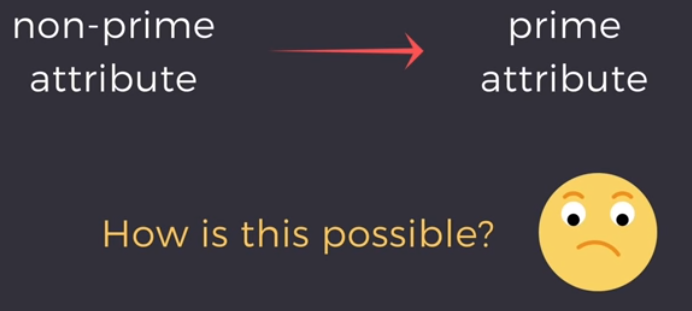 non-prime
attribute
prime
attribute
How is this possible?